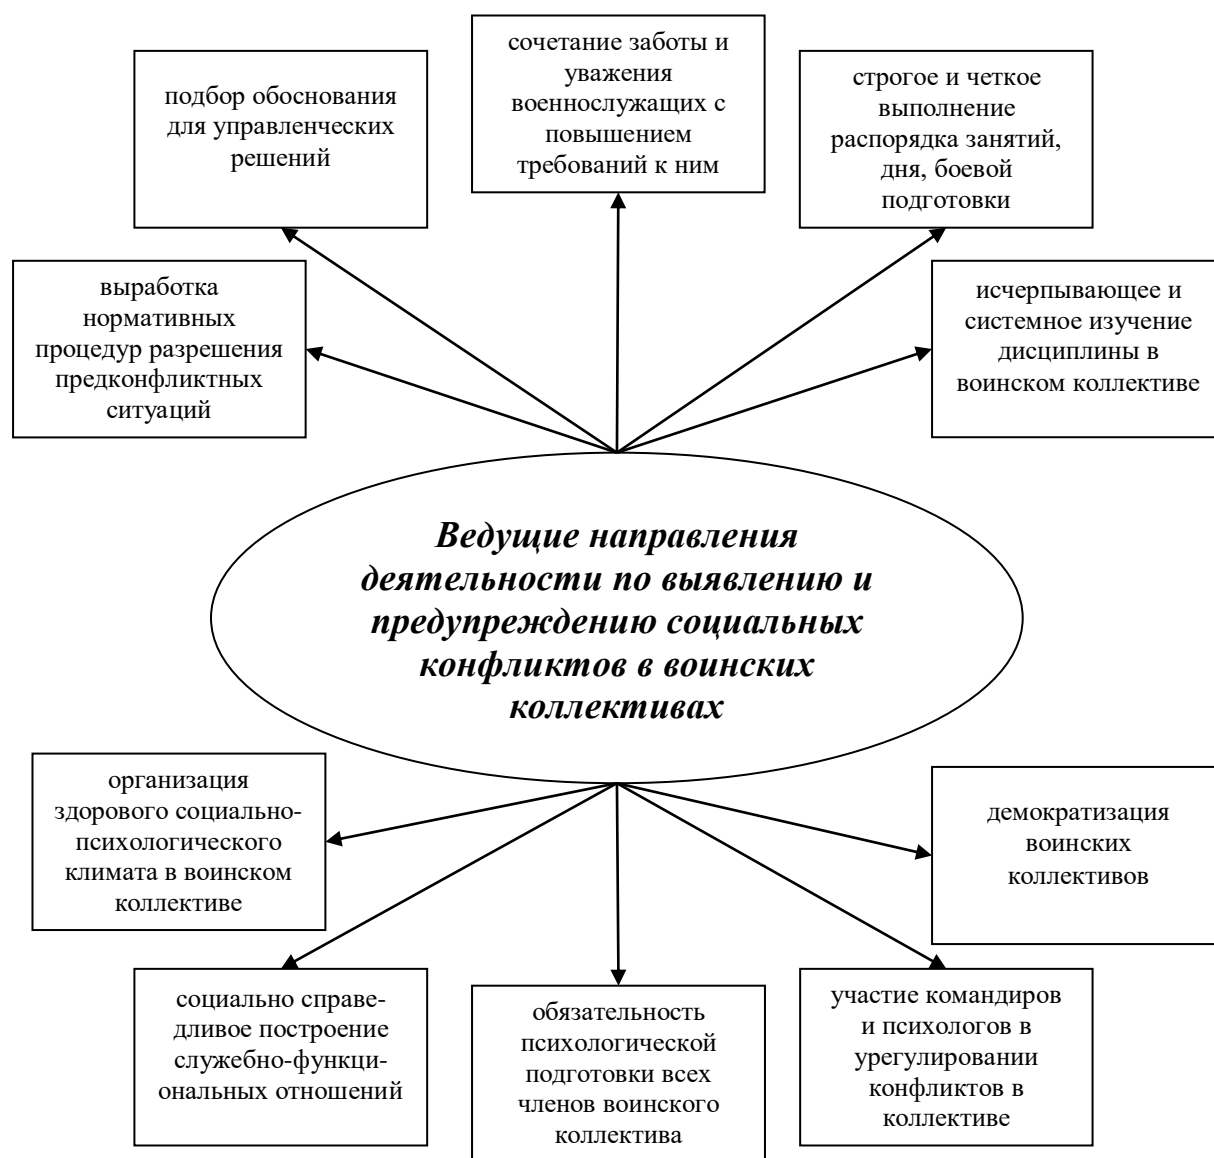 подбор обоснования
для управленческих
решений
сочетание заботы и
уважения
военнослужащих с
повышением
требований к ним
строгое и четкое
выполнение
распорядка занятий,
дня, боевой
подготовки
выработка
нормативных
процедур разрешения
предконфликтных
ситуаций
исчерпывающее и
системное изучение
дисциплины в
воинском коллективе
Ведущие направления
деятельности по выявлению и
предупреждению социальных
конфликтов в воинских
коллективах
организация
здорового социально-
психологического
климата в воинском
коллективе
демократизация
воинских
коллективов
социально справе-
дливое построение
служебно-функци-
ональных отношений
обязательность
психологической
подготовки всех
членов воинского
коллектива
участие командиров
и психологов в
урегулировании
конфликтов в
коллективе